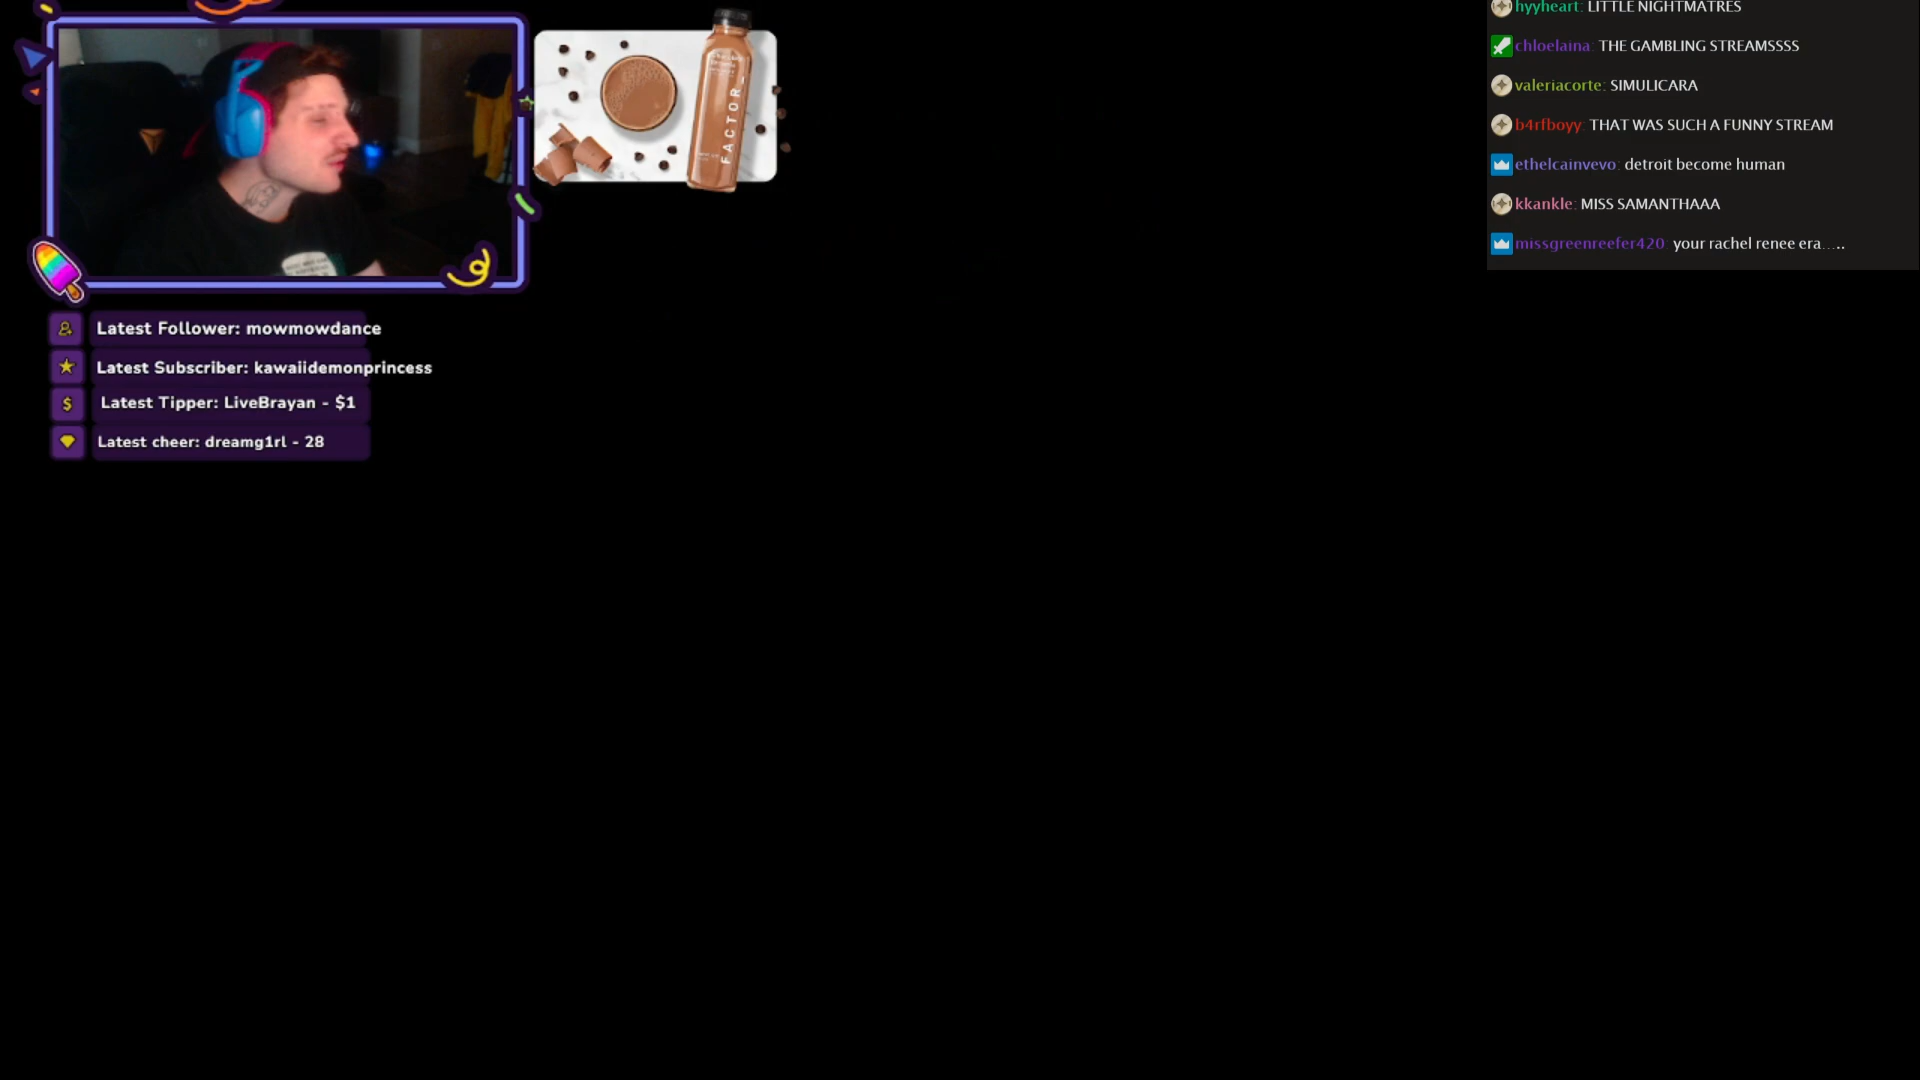 FACTOR_
Latest Follower: mowmowdance
Latest Subscriber: kawaiidemonprincess
Latest Tipper: LiveBrayan - $1
Latest cheer: dreamg1rl - 28
hyyheart: LITTLE NIGHTMATRES
chloelaina: THE GAMBLING STREAMSSSS
valeriacorte: SIMULICARA
b4rfboyy: THAT WAS SUCH A FUNNY STREAM
ethelcainvevo: detroit become human
kkankle: MISS SAMANTHAAA
missgreenreefer420: your rachel renee era.....